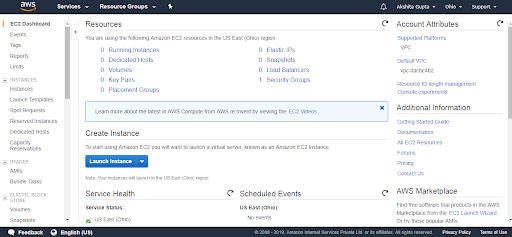 aws
Services
Resource Groups
Akshita Gupta
Ohio
Support
EC2 Dashboard
Events
Tags
Reports
Limits
INSTANCES
Instances
Launch Templates
Spot Requests
Reserved Instances
Dedicated Hosts
Capacity
Reservations
IMAGES
AMIs
Bundle Tasks
ELASTIC BLOCK
STORE
Volumes
Snapshots
Resources
You are using the following Amazon EC2 resources in the US East (Ohio) region:
0 Running Instances
0 Elastic IPs
0 Dedicated Hosts
0 Snapshots
0 Volumes
0 Load Balancers
0 Key Pairs
1 Security Groups
0 Placement Groups
Learn more about the latest in AWS Compute from AWS re:Invent by viewing the EC2 Videos.
Create Instance
To start using Amazon EC2 you will want to launch a virtual server, known as an Amazon EC2 instance.
Launch Instance
Note: Your instances will launch in the US East (Ohio) region
Service Health
Service Status:
US East (Ohio):
Scheduled Events
US East (Ohio):
No events
Account Attributes
Supported Platforms
VPC
Default VPC
Resource ID length management
Console experiments
Additional Information
Getting Started Guide
Documentation
All EC2 Resources
Forums
Pricing
Contact Us
AWS Marketplace
Find free software trial products in the AWS
Marketplace from the EC2 Launch Wizard.
Or try these popular AMIs:
Feedback
English (US)
© 2008 - 2019, Amazon Internet Services Private Ltd. or its affiliates. All rights reserved.
Privacy Policy
Terms of Use